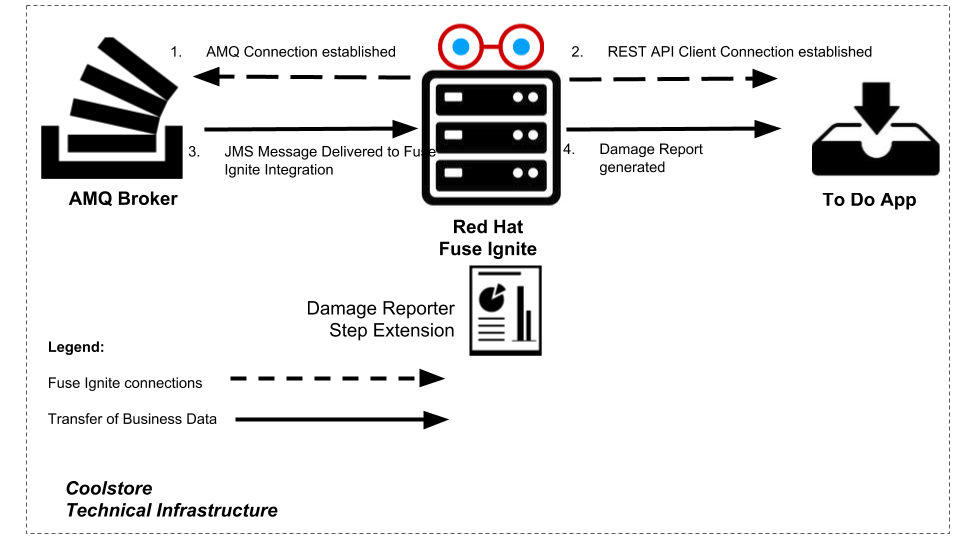 1. AMQ Connection established
2. REST API Client Connection established
3. JMS Message Delivered to Fuse
Ignite Integration
4. Damage Report
generated
AMQ Broker
Red Hat
Fuse Ignite
To Do App
Damage Reporter
Step Extension
Legend:
Fuse Ignite connections
Transfer of Business Data
Coolstore
Technical Infrastructure